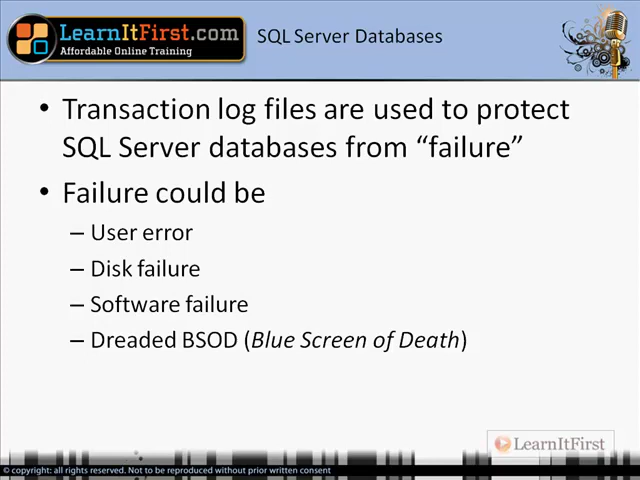 LearnItFirst.com
Affordable Online Training
SQL Server Databases
• Transaction log files are used to protect
SQL Server databases from “failure”
• Failure could be
– User error
– Disk failure
– Software failure
– Dreaded BSOD (Blue Screen of Death)
LearnItFirst
© copyright: all rights reserved. Not to be reproduced without prior written consent